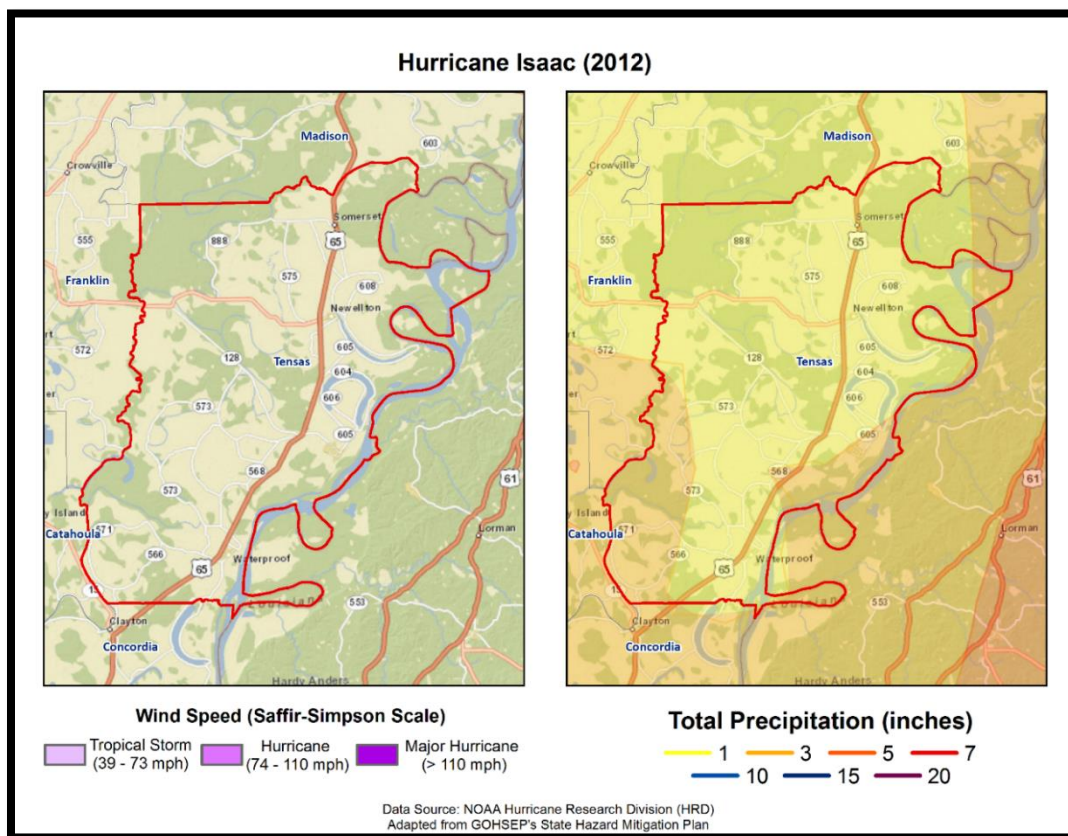 Hurricane Isaac (2012)
Madison
603
Crowville
Somerset
65
555
888
575
Franklin
608
Newellton
572
128
605
Tensas
604
606
573
605
568
61
573
y Island
571
Lorman
Catahoula
566
Waterproof
65
15
553
Clayton
Concordia
Hardy Anders
Madison
603
Crowville
Somerset
65
555
888
575
Franklin
608
Newellton
572
128
605
Tensas
604
606
573
605
568
61
573
y Island
571
Lorman
Catahoula
566
Waterproof
65
15
553
Clayton
Concordia
Hardy Anders
Wind Speed (Saffir-Simpson Scale)
Tropical Storm
(39 - 73 mph)
Hurricane
(74 - 110 mph)
Major Hurricane
(> 110 mph)
Total Precipitation (inches)
1 3 5 7
10 15 20
Data Source: NOAA Hurricane Research Division (HRD)
Adapted from GOHSEP's State Hazard Mitigation Plan